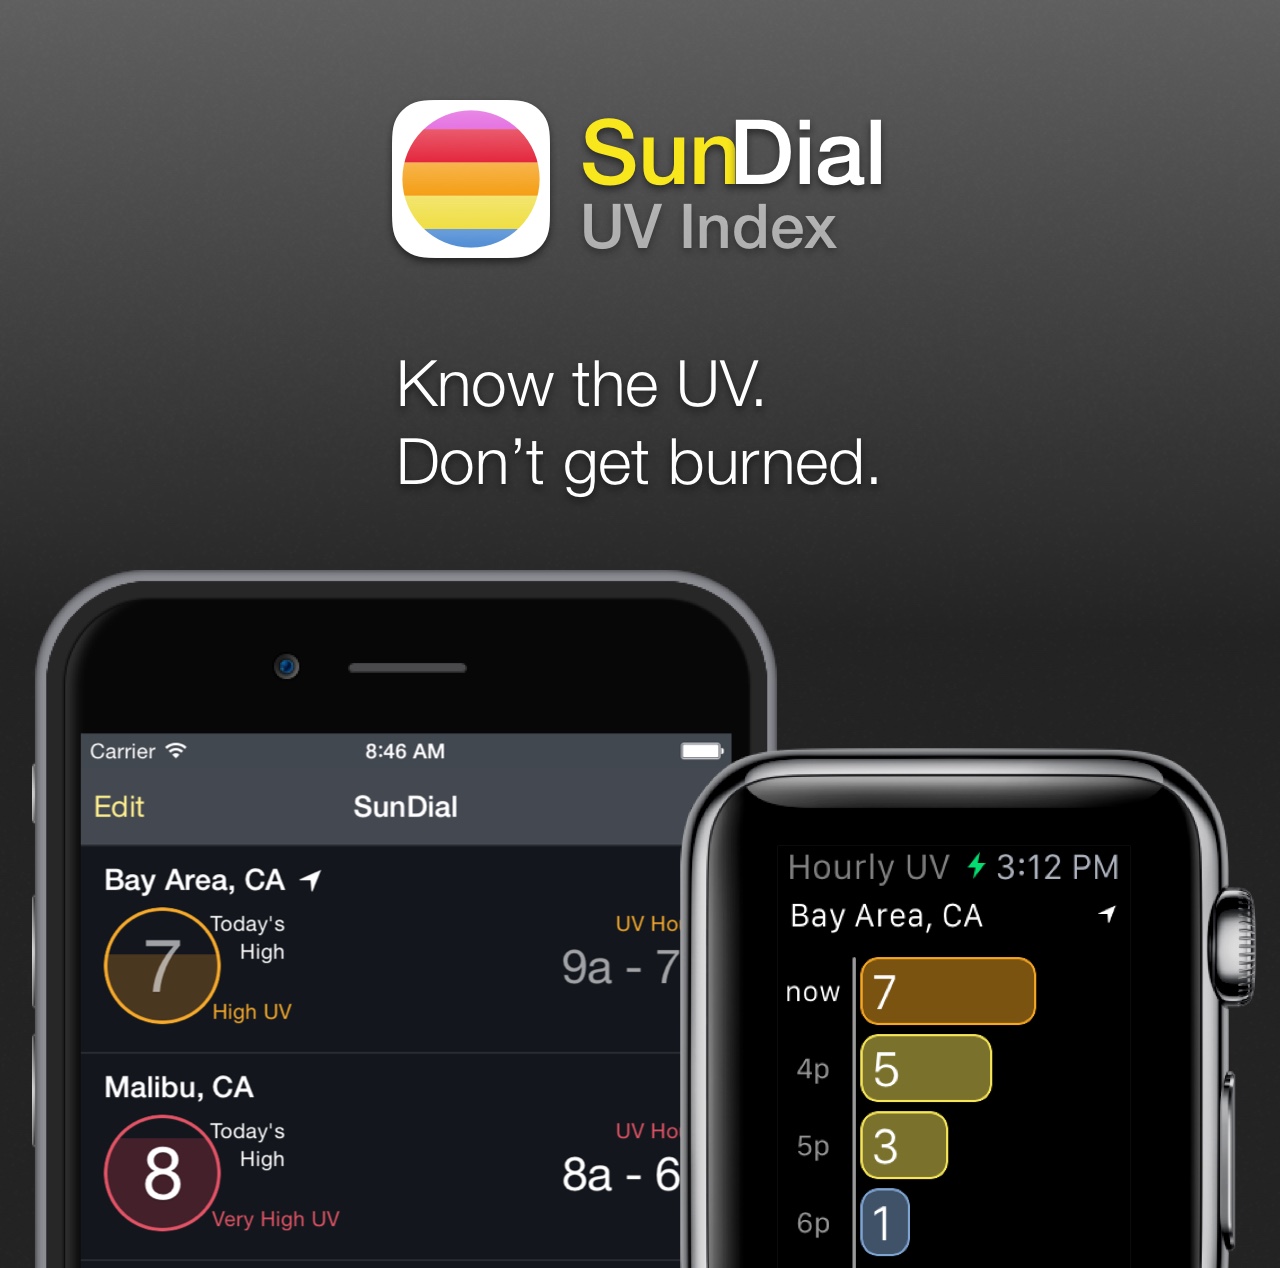 SunDial
UV Index
Know the UV.
Don't get burned.
Carrier 8:46 AM
Edit SunDial
Bay Area, CA
7 Today's
High
High UV
UV Hou
9a - 7
Malibu, CA
8 Today's
High
Very High UV
UV Hou
8a - 6
Hourly UV 3:12 PM
Bay Area, CA
now 7
4p 5
5p 3
6p 1